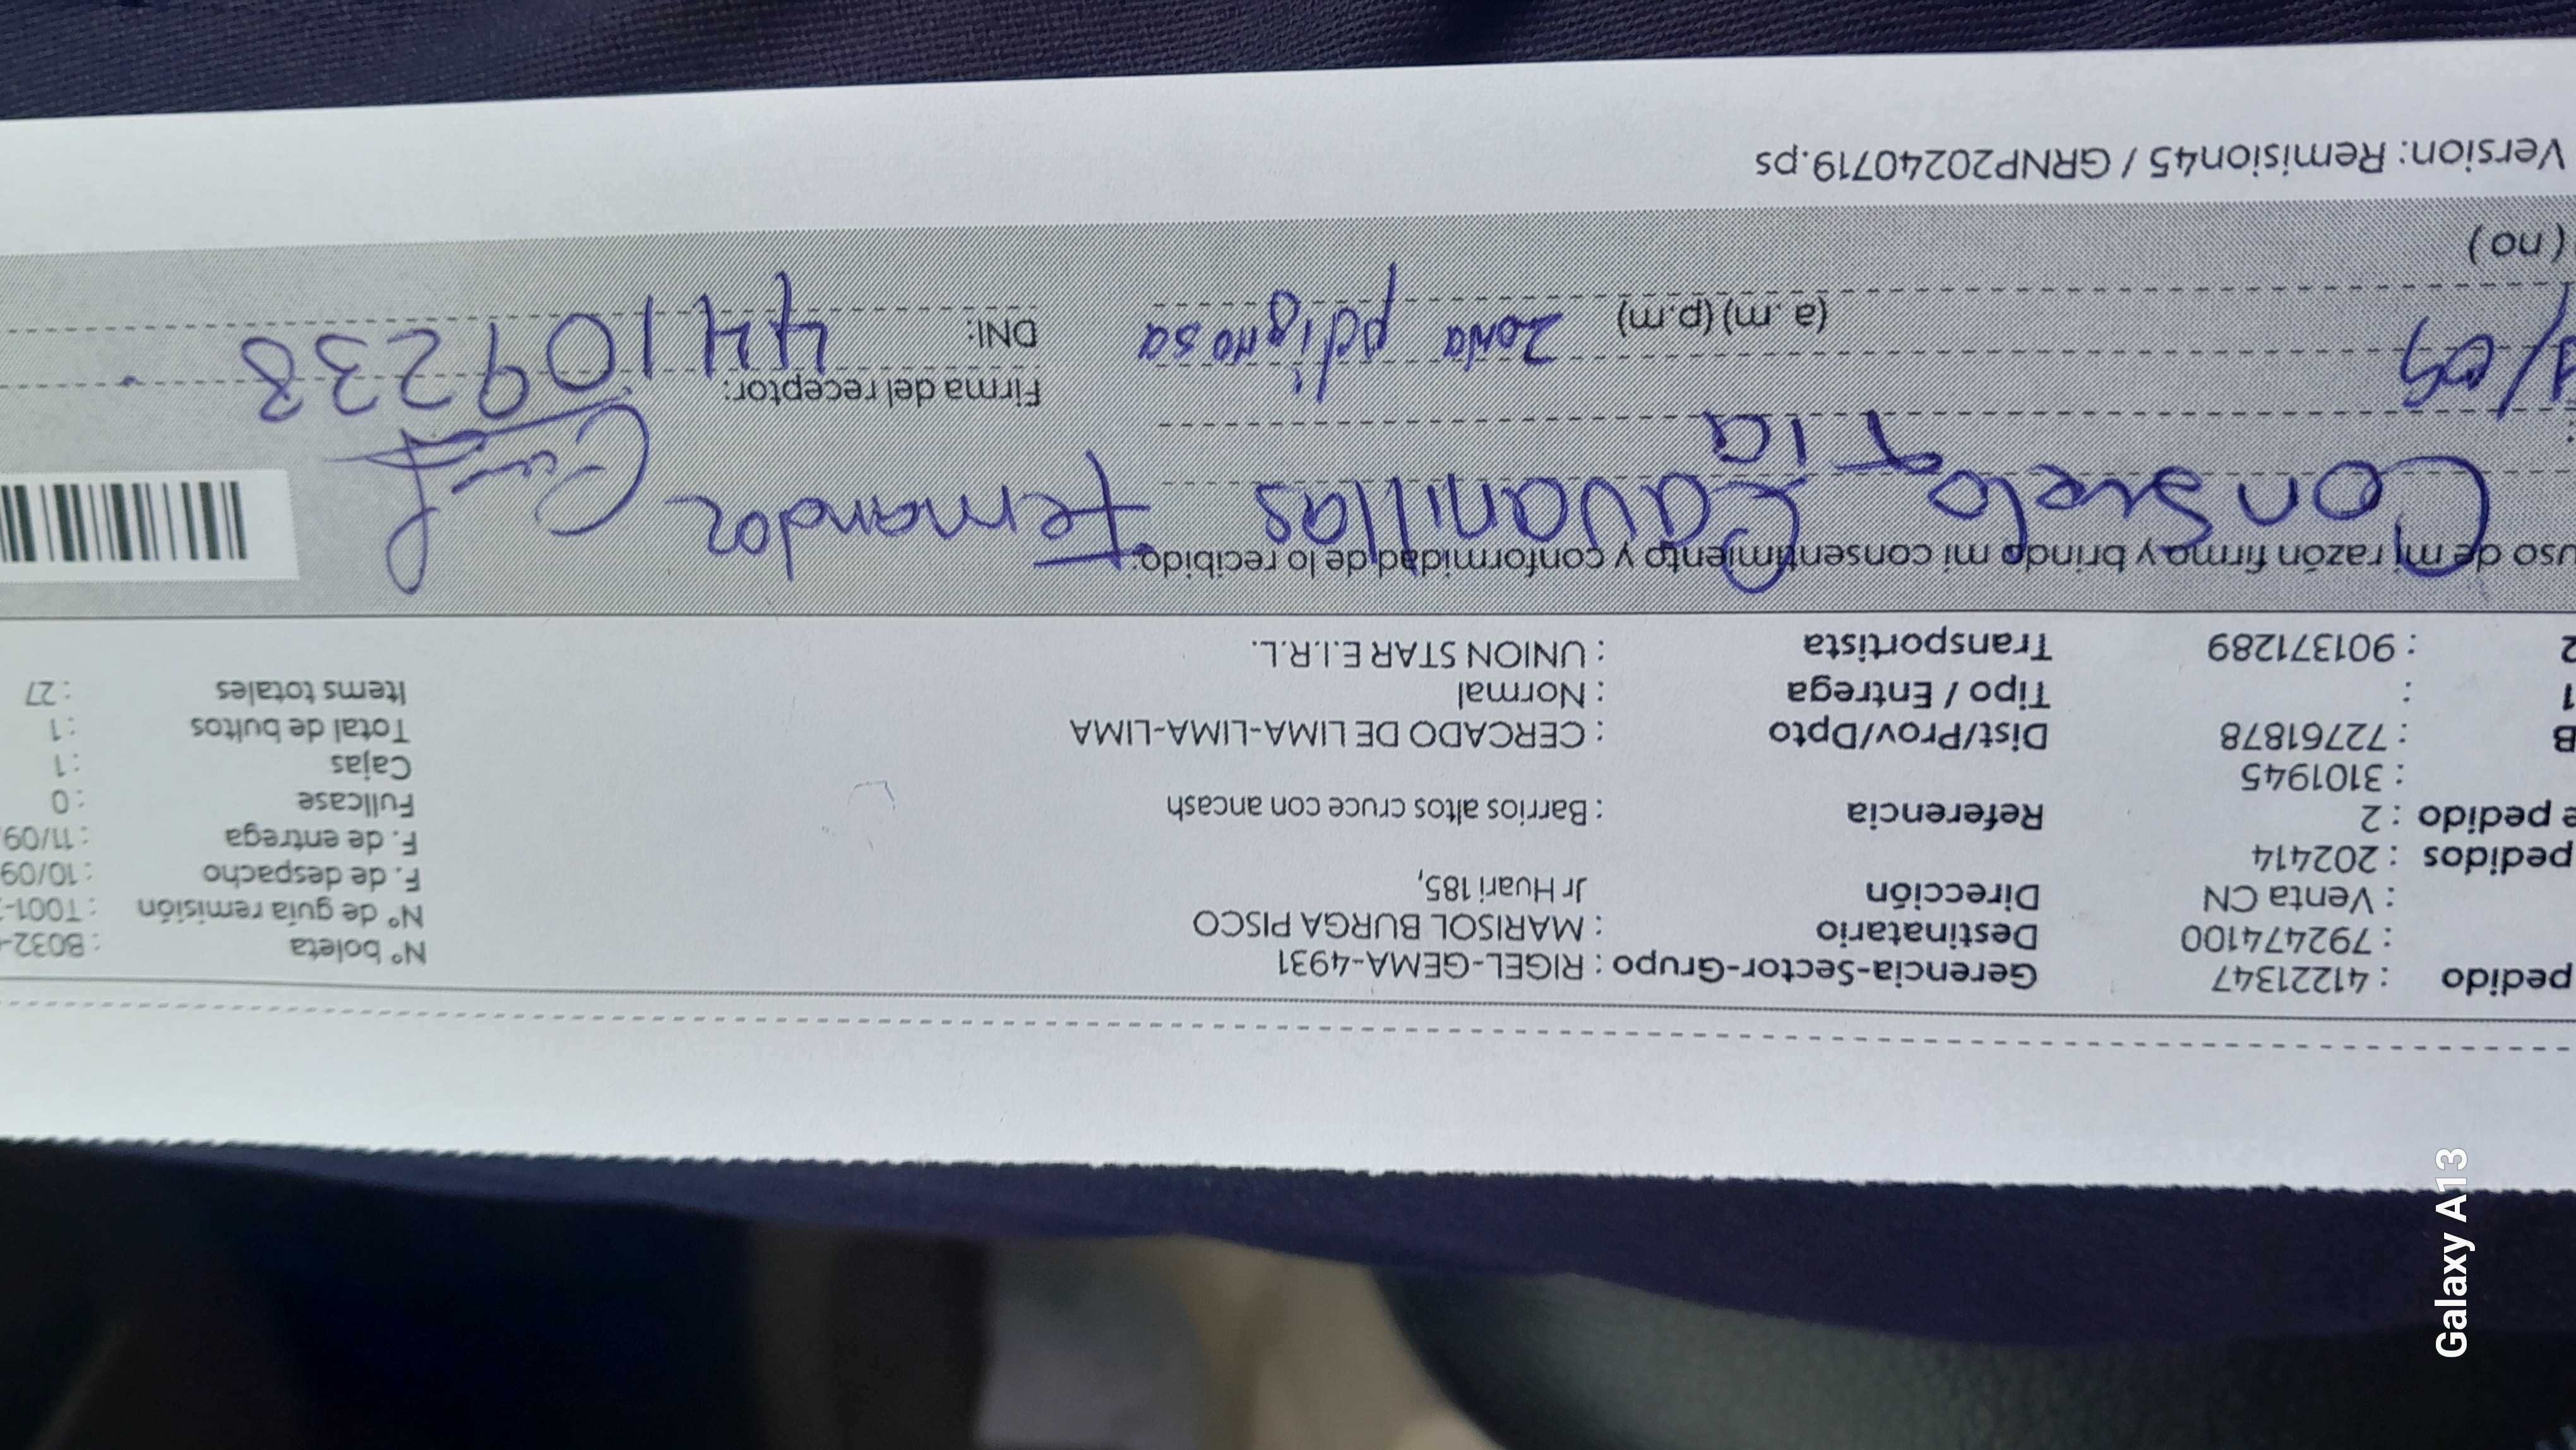 pedido : 41221347 Gerencia-Sector-Grupo : RIGEL-GEMA-4931 Nº boleta : B032-
: 792474100 Destinatario : MARISOL BURGA PISCO Nº de guía remisión : T001-
: Venta CN Dirección Jr Huari 185, F. de despacho : 10/09
pedidos : 202414 F. de entrega : 11/09
e pedido : 2 Referencia : Barrios altos cruce con ancash Fullcase : 0
: 3101945 Cajas : 1
B : 72761878 Dist/Prov/Dpto : CERCADO DE LIMA-LIMA-LIMA Total de bultos : 1
1 : Tipo / Entrega : Normal Items totales : 27
2 : 901371289 Transportista : UNION STAR E.I.R.L.
uso de mi razón firmo y brindo mi consentimiento y conformidad de lo recibido:
Consuelo Cavanillas Fernandez
Tia
Firma del receptor:
/09 (a.m) (p.m) zona peligrosa DNI: 44109238
(no)
Version: Remision45 / GRNP20240719.ps
Galaxy A13